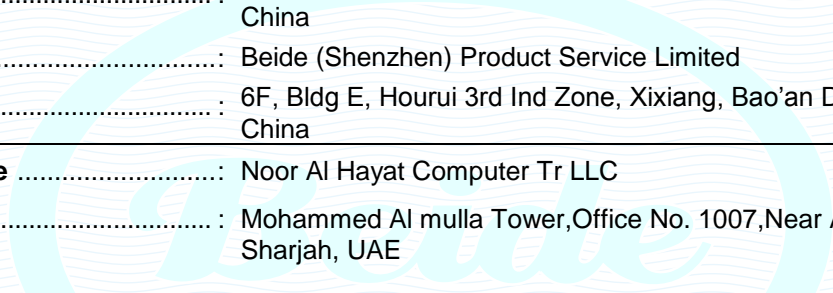 .............................. :
China
..............................: Beide (Shenzhen) Product Service Limited
.............................. : 6F, Bldg E, Hourui 3rd Ind Zone, Xixiang, Bao’an
China
.........................: Noor Al Hayat Computer Tr LLC
.............................. : Mohammed Al mulla Tower,Office No. 1007,Near
Sharjah, UAE
Beide